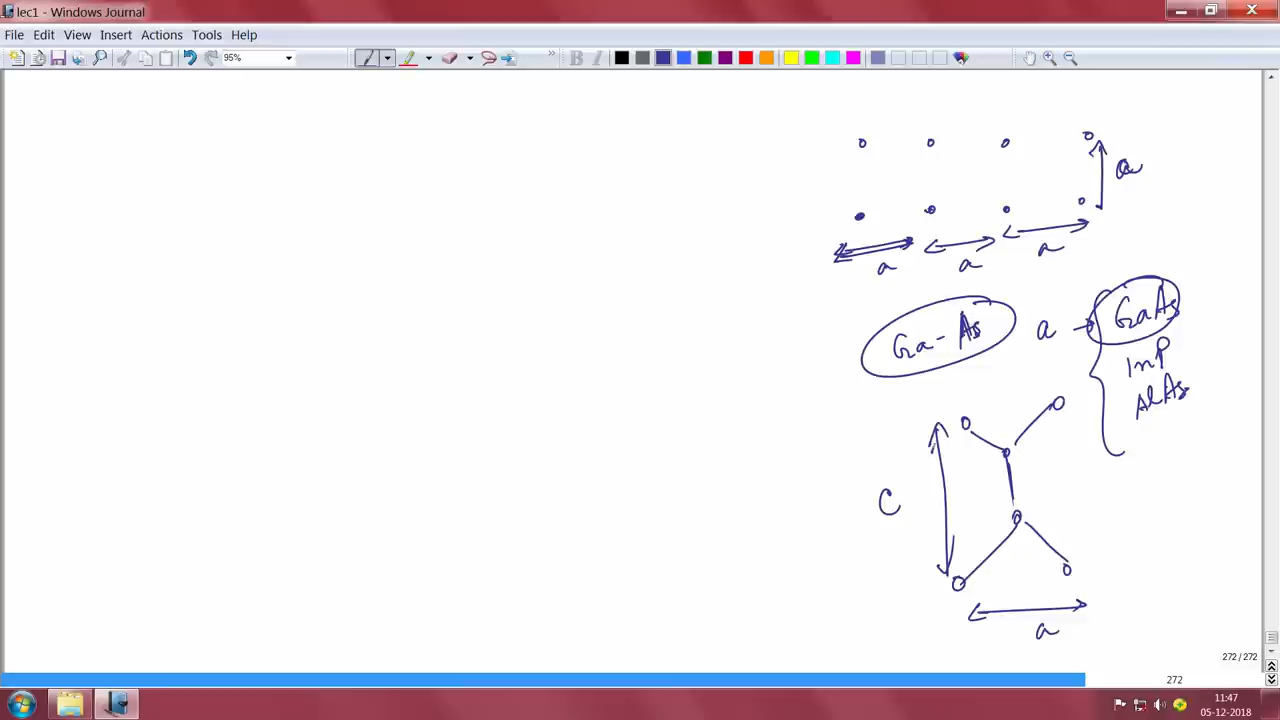 lec1 - Windows Journal
File Edit View Insert Actions Tools Help
95%
B I
a
a a a
Ga-As a → GaAs
InP
AlAs
C
a
272 / 272
272
11:47
05-12-2018